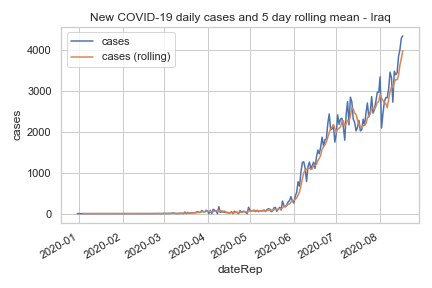 New COVID-19 daily cases and 5 day rolling mean - Iraq
cases
cases (rolling)
4000
3000
2000
1000
0
cases
2020-01
2020-02
2020-03
2020-04
2020-05
2020-06
2020-07
2020-08
dateRep